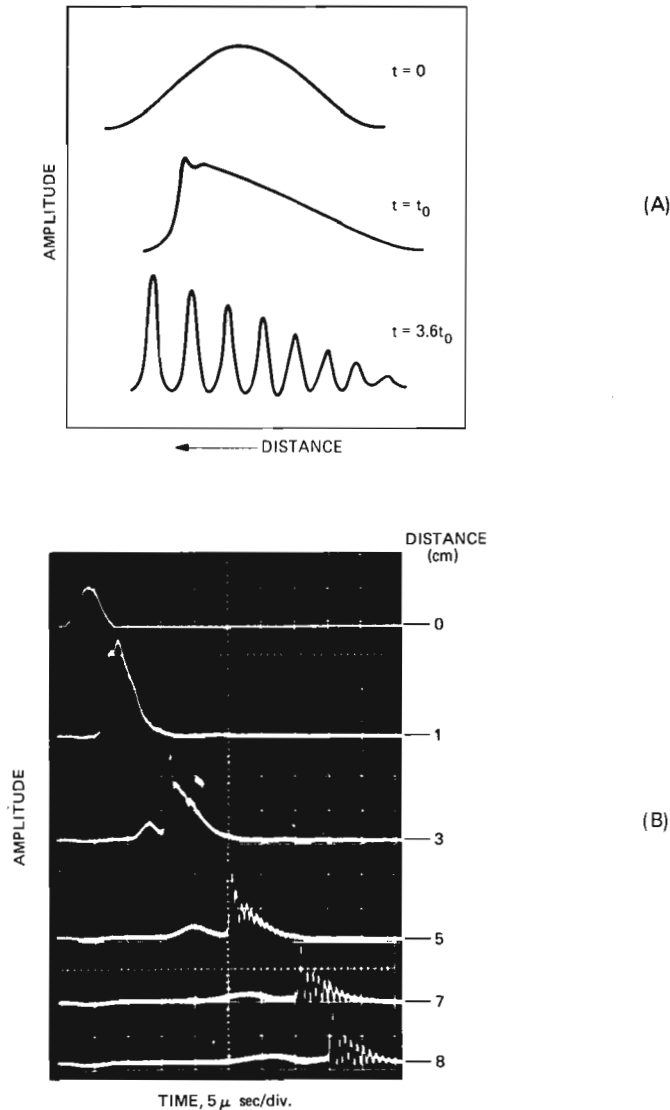 t = 0
t = t0
t = 3.6t0
AMPLITUDE
DISTANCE
(A)
DISTANCE
(cm)
0
1
3
5
7
8
AMPLITUDE
(B)
TIME, 5 μ sec/div.